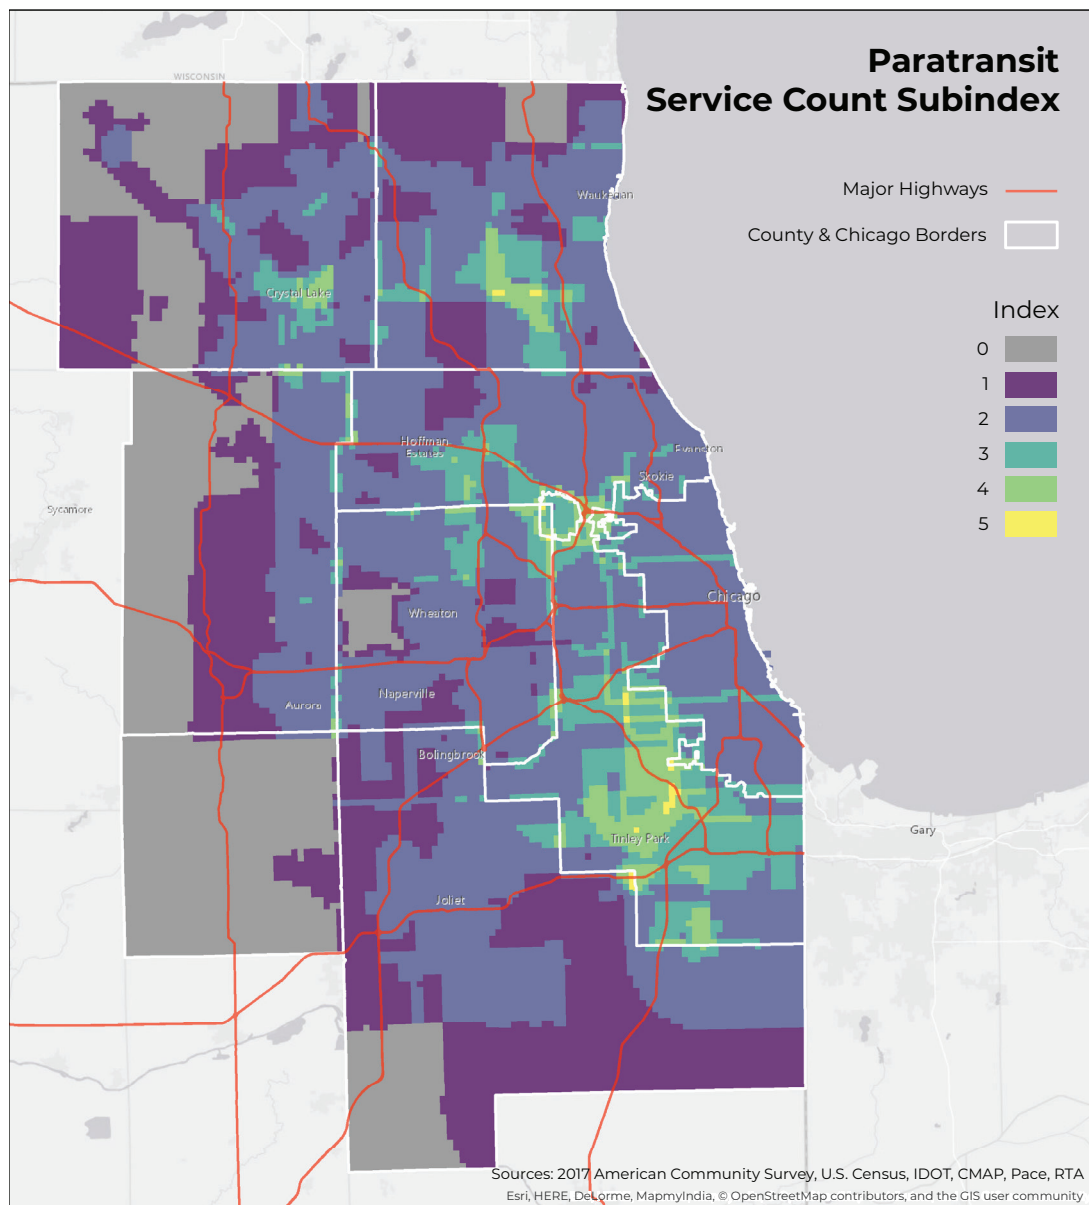 Paratransit
Service Count Subindex
WISCONSIN
Major Highways
Waukegan
County & Chicago Borders
Crystal Lake
Index
0
1
2
3
4
5
Hoffman
Estates
Evanston
Skokie
Sycamore
Chicago
Wheaton
Naperville
Aurora
Bolingbrook
Gary
Tinley Park
Joliet
Sources: 2017 American Community Survey, U.S. Census, IDOT, CMAP, Pace, RTA
Esri, HERE, DeLorme, MapmyIndia, © OpenStreetMap contributors, and the GIS user community